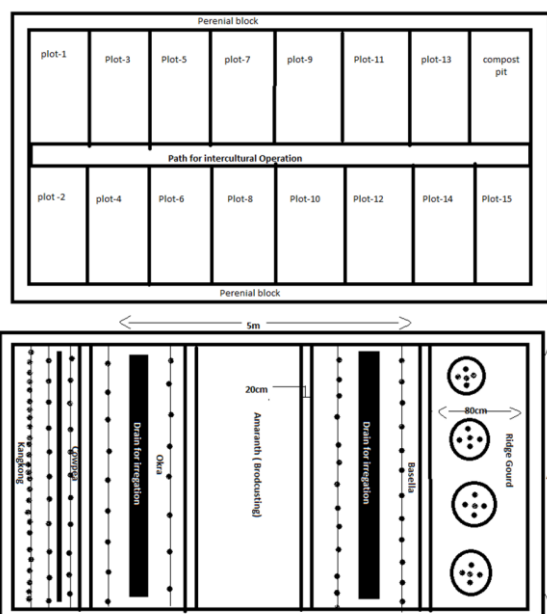 Perenial block
plot-1
Plot-3
Plot-5
plot-7
plot-9
Plot-11
plot-13
compost
pit
Path for intercultural Operation
plot -2
plot-4
Plot-6
Plot-8
Plot-10
Plot-12
Plot-14
Plot-15
Perenial block
5m
Kangkong
Drain for irregation
Okra
Amaranth ( Brodcusting)
20cm
Drain for irregation
Basella
80cm
Ridge Gourd